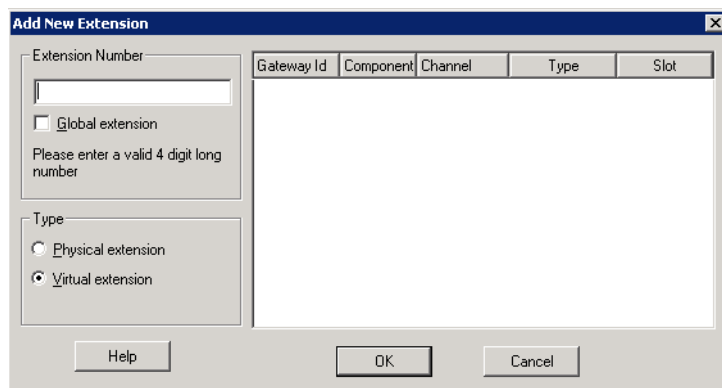 Add New Extension
Extension Number
Global extension
Please enter a valid 4 digit long
number
Type
Physical extension
Virtual extension
Gateway Id Component Channel Type Slot
Help OK Cancel